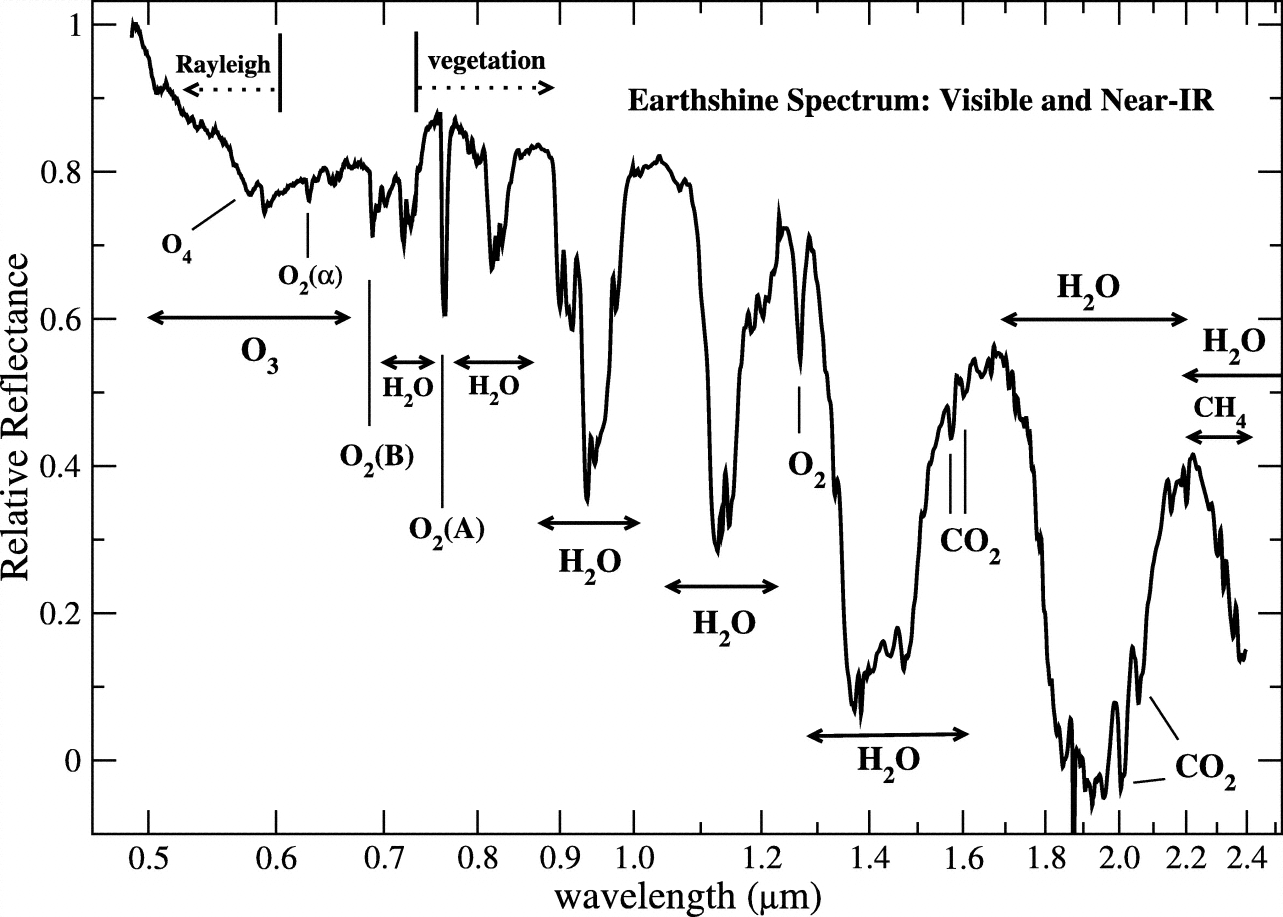 Earthshine Spectrum: Visible and Near-IR
Rayleigh
vegetation
O4
O2(α)
O3
O2(B)
H2O
O2(A)
H2O
H2O
H2O
O2
H2O
CO2
H2O
H2O
CH4
CO2
Relative Reflectance
1
0.8
0.6
0.4
0.2
0
0.5 0.6 0.7 0.8 0.9 1.0 1.2 1.4 1.6 1.8 2.0 2.2 2.4
wavelength (μm)